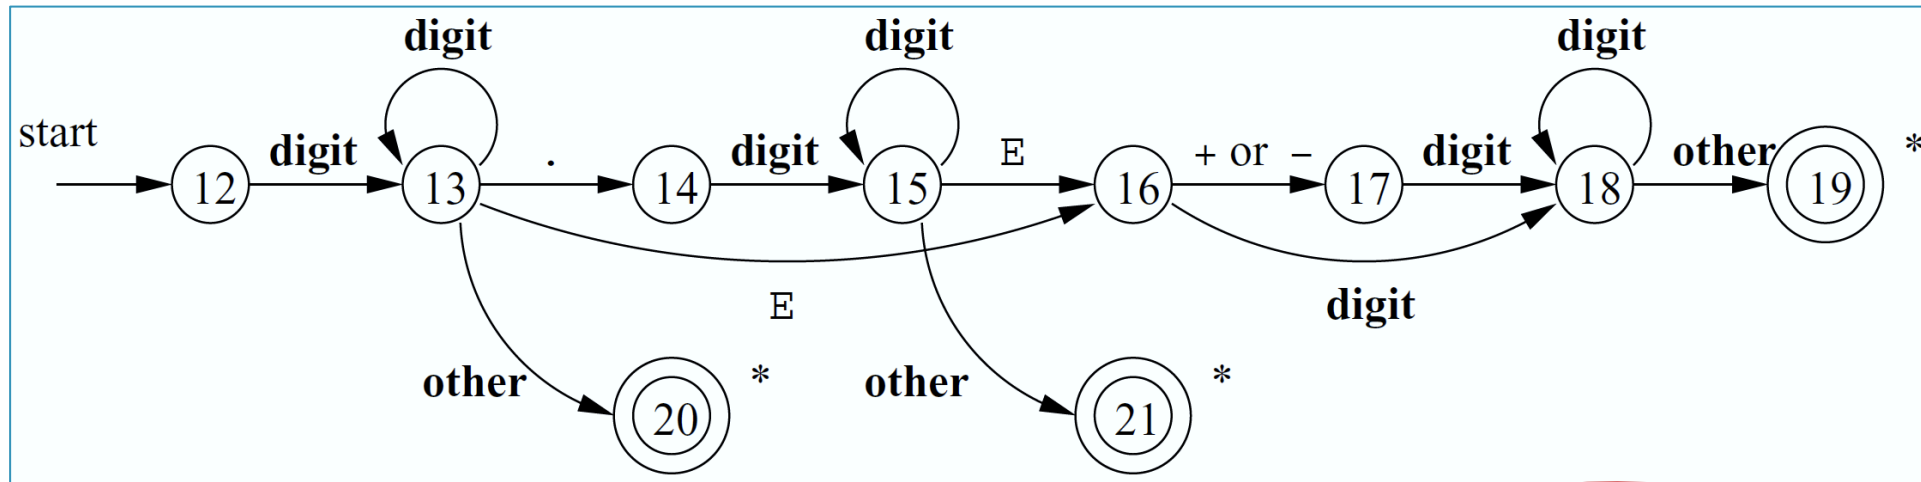 digit digit digit
start
digit . digit E + or − digit other *
12 13 14 15 16 17 18 19
E digit
other * other *
20 21